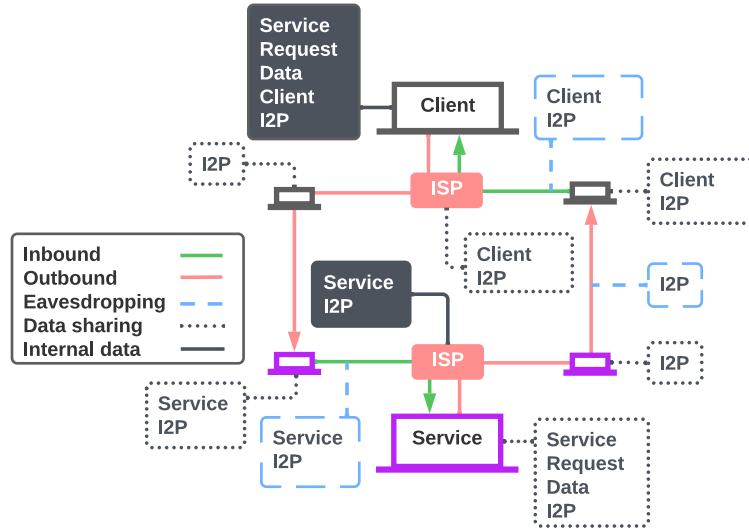 Service
Request
Data
Client
I2P
Client
Client
I2P
I2P
ISP
Client
I2P
Client
I2P
Inbound
Outbound
Eavesdropping
Data sharing
Internal data
Service
I2P
I2P
ISP
I2P
Service
I2P
Service
I2P
Service
Service
Request
Data
I2P